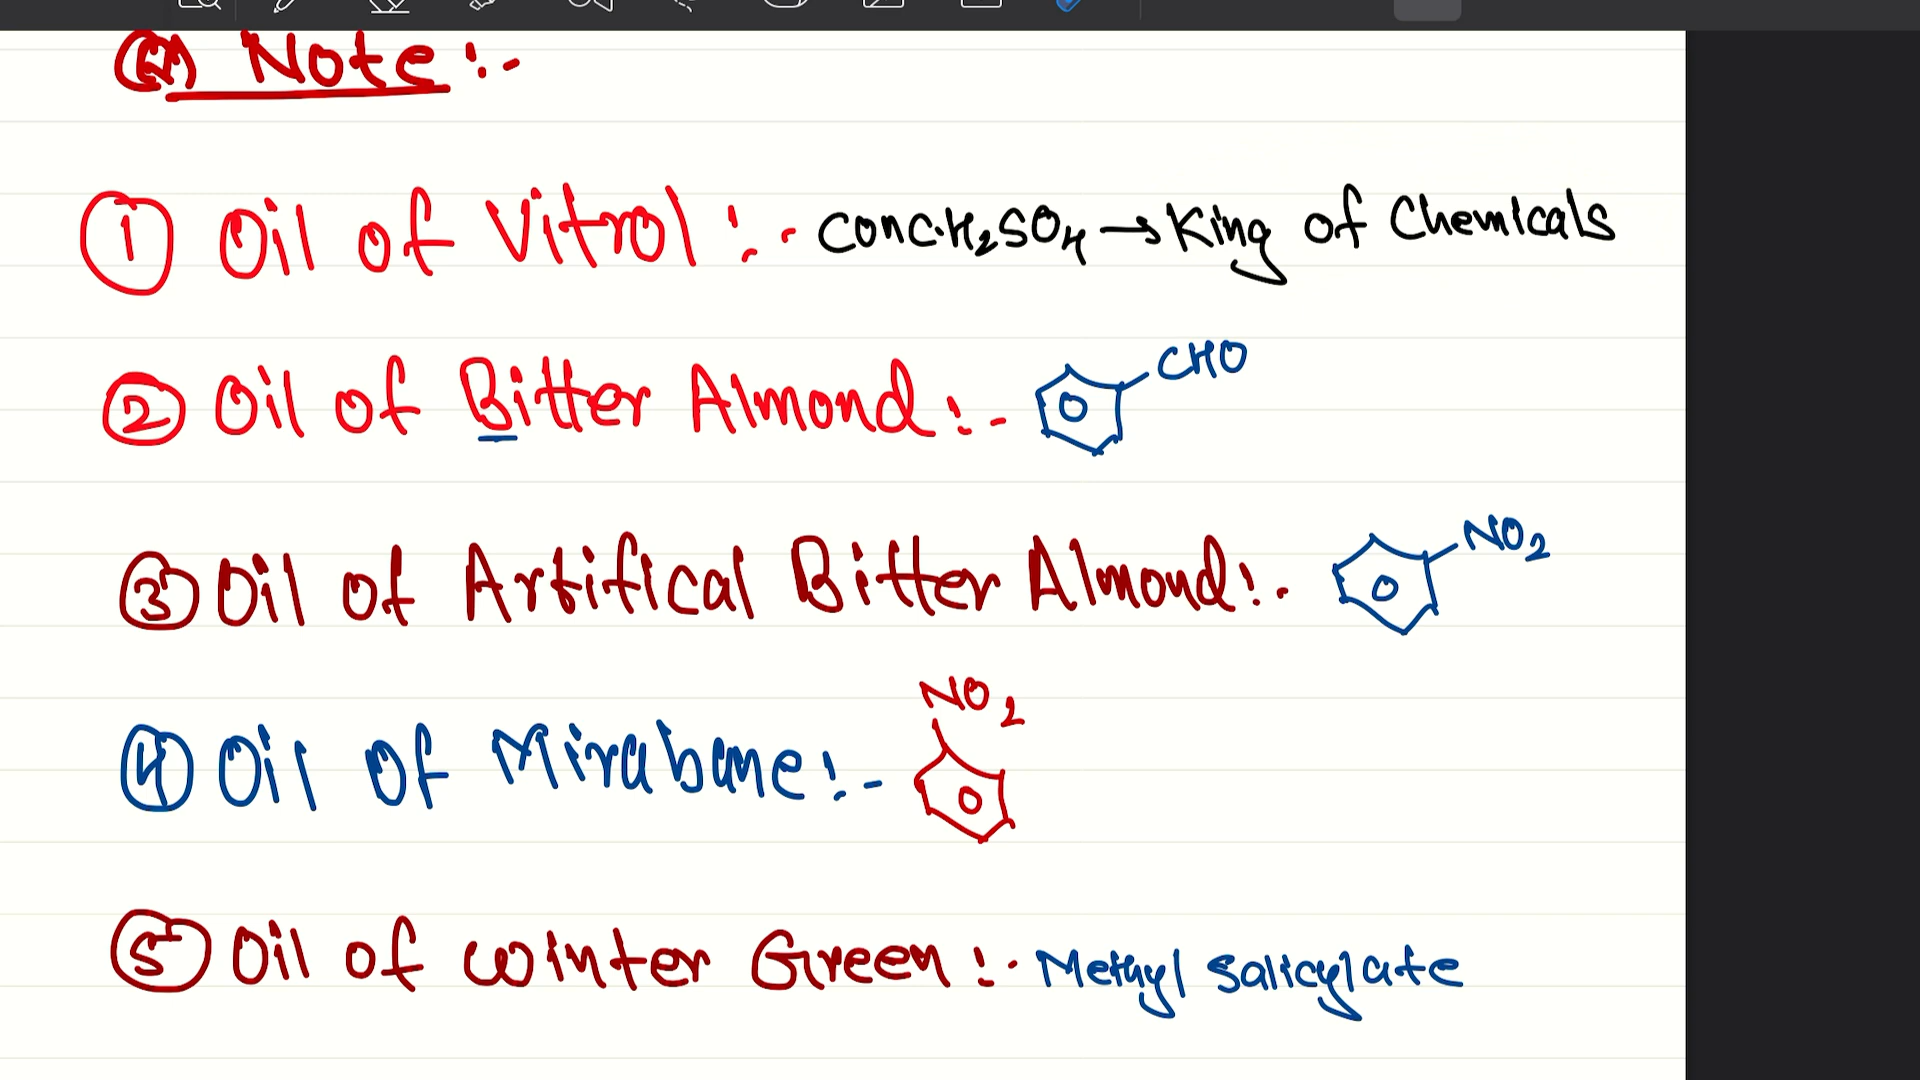 Note :-
① Oil of Vitrol :- Conc.H₂SO₄ → King of Chemicals
② Oil of Bitter Almond :- CHO
③ Oil of Artifical Bitter Almond :- NO₂
④ Oil of Mirabane :- NO₂
⑤ Oil of Winter Green :- Methyl Salicylate